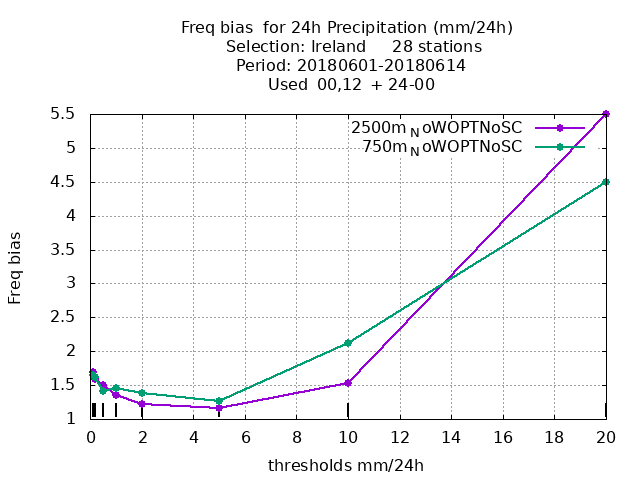 Freq bias  for 24h Precipitation (mm/24h)
Selection: Ireland     28 stations
Period: 20180601-20180614
Used  00,12  + 24-00
2500m_NoWOPTNoSC
750m_NoWOPTNoSC
Freq bias
5.5
5
4.5
4
3.5
3
2.5
2
1.5
1
0 2 4 6 8 10 12 14 16 18 20
thresholds mm/24h